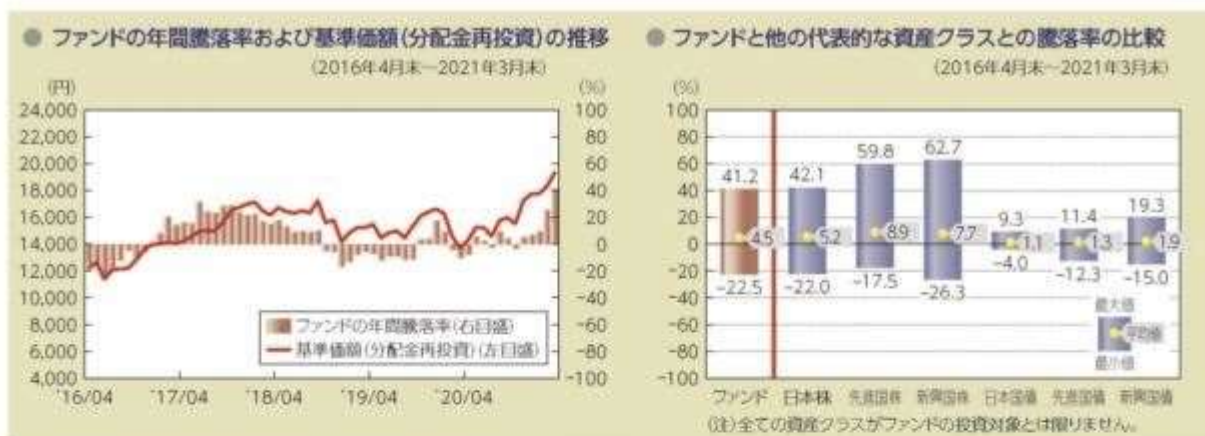 ● ファンドの年間騰落率および基準価額(分配金再投資)の推移
(2016年4月末～2021年3月末)
(円)
(%)
24,000
22,000
20,000
18,000
16,000
14,000
12,000
10,000
8,000
6,000
4,000
100
80
60
40
20
0
-20
-40
-60
-80
-100
ファンドの年間騰落率(右目盛)
基準価額(分配金再投資)(左目盛)
'16/04 '17/04 '18/04 '19/04 '20/04
● ファンドと他の代表的な資産クラスとの騰落率の比較
(2016年4月末～2021年3月末)
(%)
100
80
60
40
20
0
-20
-40
-60
-80
-100
41.2 42.1 59.8 62.7 9.3 11.4 19.3
4.5 5.2 8.9 7.7 1.1 1.3 1.9
-22.5 -22.0 -17.5 -26.3 -4.0 -12.3 -15.0
最大値
平均値
最小値
ファンド 日本株 先進国株 新興国株 日本国債 先進国債 新興国債
(注)全ての資産クラスがファンドの投資対象とは限りません。